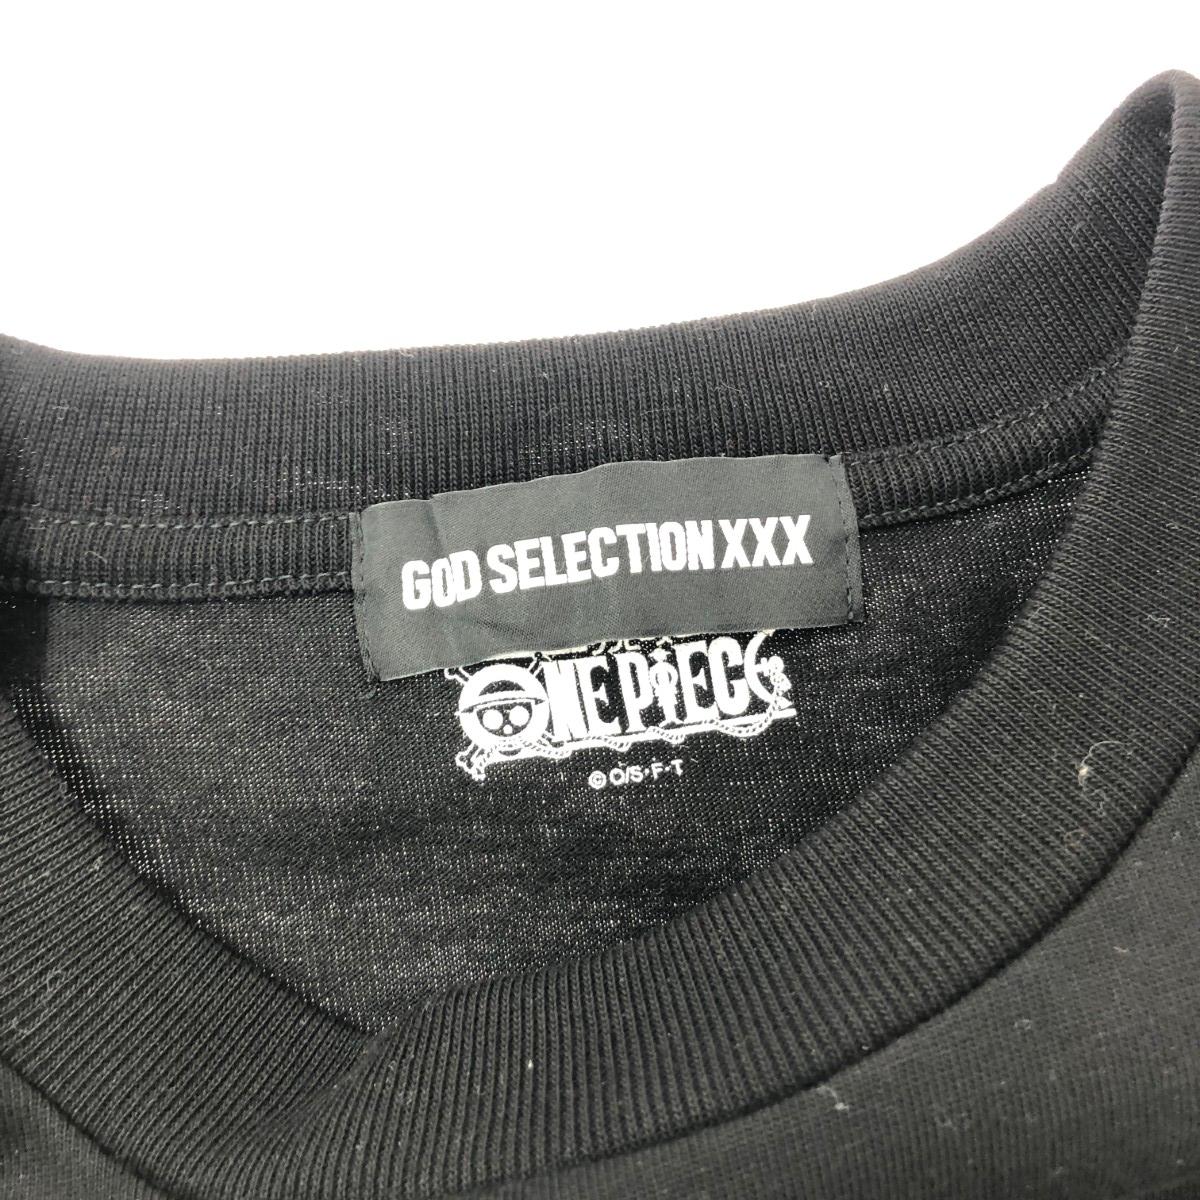 GOD SELECTION XXX
ONE PIECE
© O/S・F・T